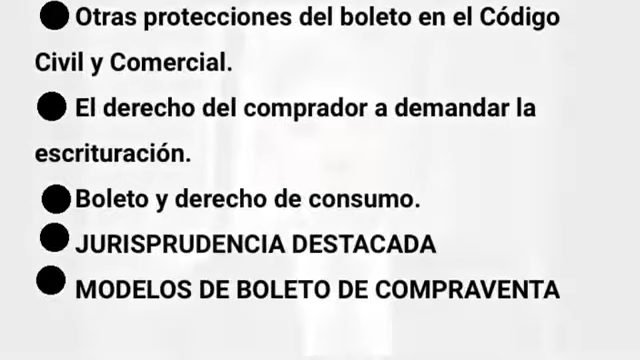 ● Otras protecciones del boleto en el Código
Civil y Comercial.
● El derecho del comprador a demandar la
escrituración.
● Boleto y derecho de consumo.
● JURISPRUDENCIA DESTACADA
● MODELOS DE BOLETO DE COMPRAVENTA